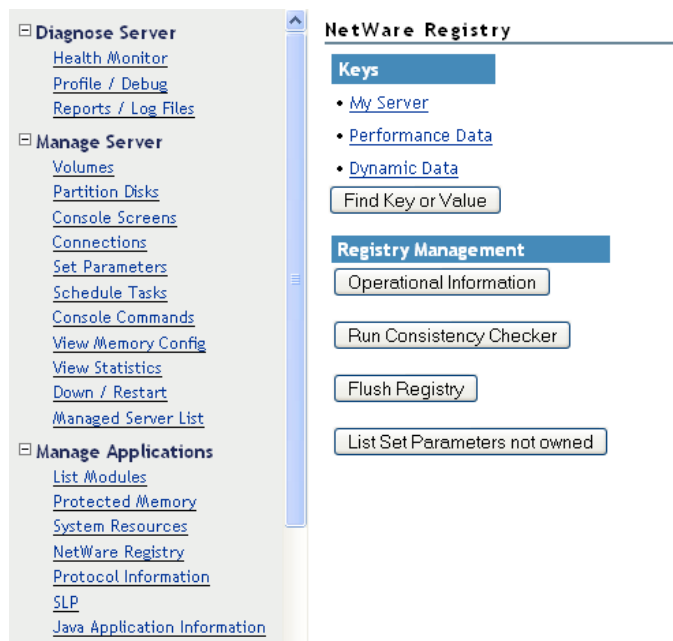 Diagnose Server
Health Monitor
Profile / Debug
Reports / Log Files
Manage Server
Volumes
Partition Disks
Console Screens
Connections
Set Parameters
Schedule Tasks
Console Commands
View Memory Config
View Statistics
Down / Restart
Managed Server List
Manage Applications
List Modules
Protected Memory
System Resources
NetWare Registry
Protocol Information
SLP
Java Application Information
NetWare Registry
Keys
• My Server
• Performance Data
• Dynamic Data
Find Key or Value
Registry Management
Operational Information
Run Consistency Checker
Flush Registry
List Set Parameters not owned